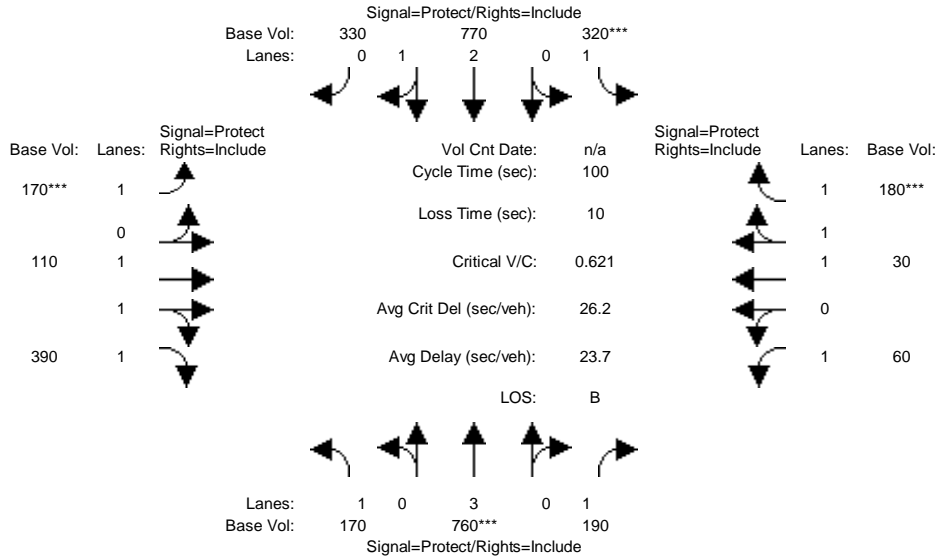 Signal=Protect/Rights=Include
Base Vol: 330 770 320***
Lanes: 0 1 2 0 1
Signal=Protect
Base Vol: Lanes: Rights=Include
Vol Cnt Date: n/a
Signal=Protect
Rights=Include Lanes: Base Vol:
Cycle Time (sec): 100
170*** 1
1 180***
Loss Time (sec): 10
0
1
110 1
Critical V/C: 0.621
1 30
1
Avg Crit Del (sec/veh): 26.2
0
390 1
Avg Delay (sec/veh): 23.7
1 60
LOS: B
Lanes: 1 0 3 0 1
Base Vol: 170 760*** 190
Signal=Protect/Rights=Include